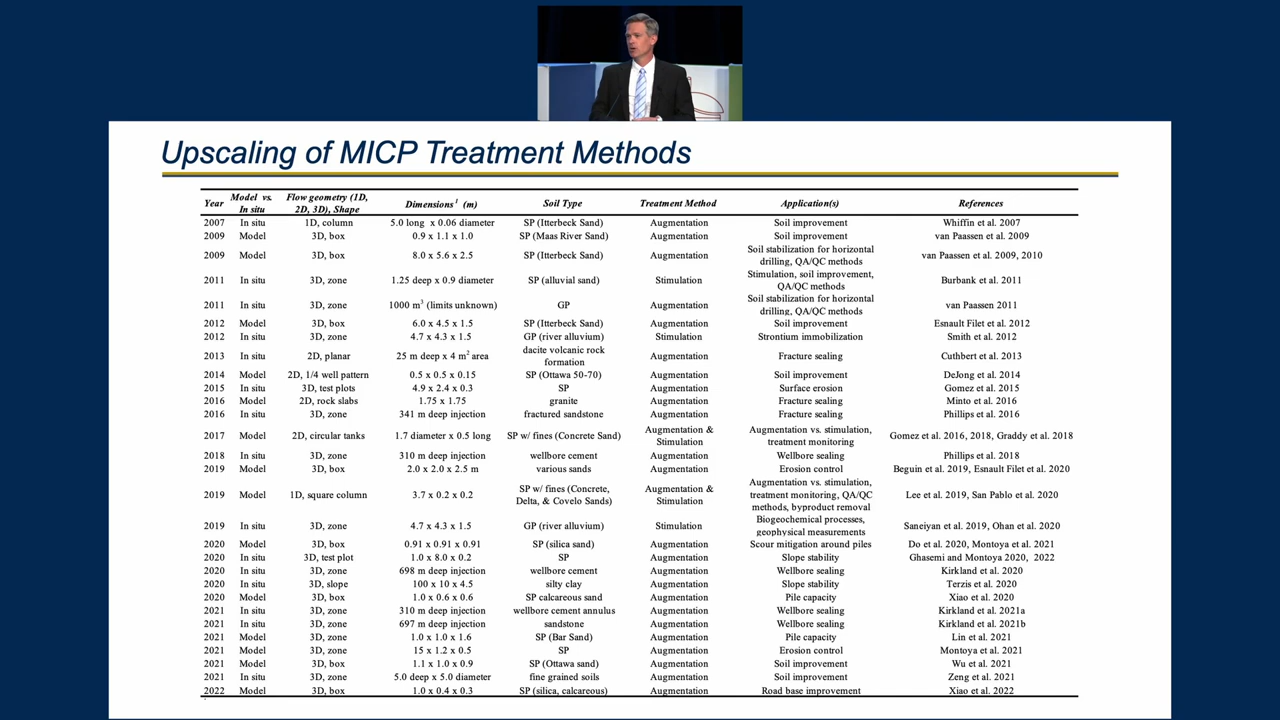 Upscaling of MICP Treatment Methods
Year Model vs. In situ Flow geometry (1D, 2D, 3D), Shape Dimensions¹ (m) Soil Type Treatment Method Application(s) References
2007 In situ 1D, column 5.0 long x 0.06 diameter SP (Itterbeck Sand) Augmentation Soil improvement Whiffin et al. 2007
2009 Model 3D, box 0.9 x 1.1 x 1.0 SP (Maas River Sand) Augmentation Soil improvement van Paassen et al. 2009
2009 Model 3D, box 8.0 x 5.6 x 2.5 SP (Itterbeck Sand) Augmentation Soil stabilization for horizontal drilling, QA/QC methods van Paassen et al. 2009, 2010
2011 In situ 3D, zone 1.25 deep x 0.9 diameter SP (alluvial sand) Stimulation Stimulation, soil improvement, QA/QC methods Burbank et al. 2011
2011 In situ 3D, zone 1000 m³ (limits unknown) GP Augmentation Soil stabilization for horizontal drilling, QA/QC methods van Paassen 2011
2012 Model 3D, box 6.0 x 4.5 x 1.5 SP (Itterbeck Sand) Augmentation Soil improvement Esnault Filet et al. 2012
2012 In situ 3D, zone 4.7 x 4.3 x 1.5 GP (river alluvium) Stimulation Strontium immobilization Smith et al. 2012
2013 In situ 2D, planar 25 m deep x 4 m² area dacite volcanic rock formation Augmentation Fracture sealing Cuthbert et al. 2013
2014 Model 2D, 1/4 well pattern 0.5 x 0.5 x 0.15 SP (Ottawa 50-70) Augmentation Soil improvement DeJong et al. 2014
2015 In situ 3D, test plots 4.9 x 2.4 x 0.3 SP Augmentation Surface erosion Gomez et al. 2015
2016 Model 2D, rock slabs 1.75 x 1.75 granite Augmentation Fracture sealing Minto et al. 2016
2016 In situ 3D, zone 341 m deep injection fractured sandstone Augmentation Fracture sealing Phillips et al. 2016
2017 Model 2D, circular tanks 1.7 diameter x 0.5 long SP w/ fines (Concrete Sand) Augmentation & Stimulation Augmentation vs. stimulation, treatment monitoring Gomez et al. 2016, 2018, Graddy et al. 2018
2018 In situ 3D, zone 310 m deep injection wellbore cement Augmentation Wellbore sealing Phillips et al. 2018
2019 Model 3D, box 2.0 x 2.0 x 2.5 m various sands Augmentation Erosion control Beguin et al. 2019, Esnault Filet et al. 2020
2019 Model 1D, square column 3.7 x 0.2 x 0.2 SP w/ fines (Concrete, Delta, & Covelo Sands) Augmentation & Stimulation Augmentation vs. stimulation, treatment monitoring, QA/QC methods, byproduct removal Lee et al. 2019, San Pablo et al. 2020
2019 In situ 3D, zone 4.7 x 4.3 x 1.5 GP (river alluvium) Stimulation Biogeochemical processes, geophysical measurements Saneiyan et al. 2019, Ohan et al. 2020
2020 Model 3D, box 0.91 x 0.91 x 0.91 SP (silica sand) Augmentation Scour mitigation around piles Do et al. 2020, Montoya et al. 2021
2020 In situ 3D, test plot 1.0 x 8.0 x 0.2 SP Augmentation Slope stability Ghasemi and Montoya 2020, 2022
2020 In situ 3D, zone 698 m deep injection wellbore cement Augmentation Wellbore sealing Kirkland et al. 2020
2020 In situ 3D, slope 100 x 10 x 4.5 silty clay Augmentation Slope stability Terzis et al. 2020
2020 Model 3D, box 1.0 x 0.6 x 0.6 SP calcareous sand Augmentation Pile capacity Xiao et al. 2020
2021 In situ 3D, zone 310 m deep injection wellbore cement annulus Augmentation Wellbore sealing Kirkland et al. 2021a
2021 In situ 3D, zone 697 m deep injection sandstone Augmentation Wellbore sealing Kirkland et al. 2021b
2021 Model 3D, zone 1.0 x 1.0 x 1.6 SP (Bar Sand) Augmentation Pile capacity Lin et al. 2021
2021 Model 3D, zone 15 x 1.2 x 0.5 SP Augmentation Erosion control Montoya et al. 2021
2021 Model 3D, box 1.1 x 1.0 x 0.9 SP (Ottawa sand) Augmentation Soil improvement Wu et al. 2021
2021 In situ 3D, zone 5.0 deep x 5.0 diameter fine grained soils Augmentation Soil improvement Zeng et al. 2021
2022 Model 3D, box 1.0 x 0.4 x 0.3 SP (silica, calcareous) Augmentation Road base improvement Xiao et al. 2022